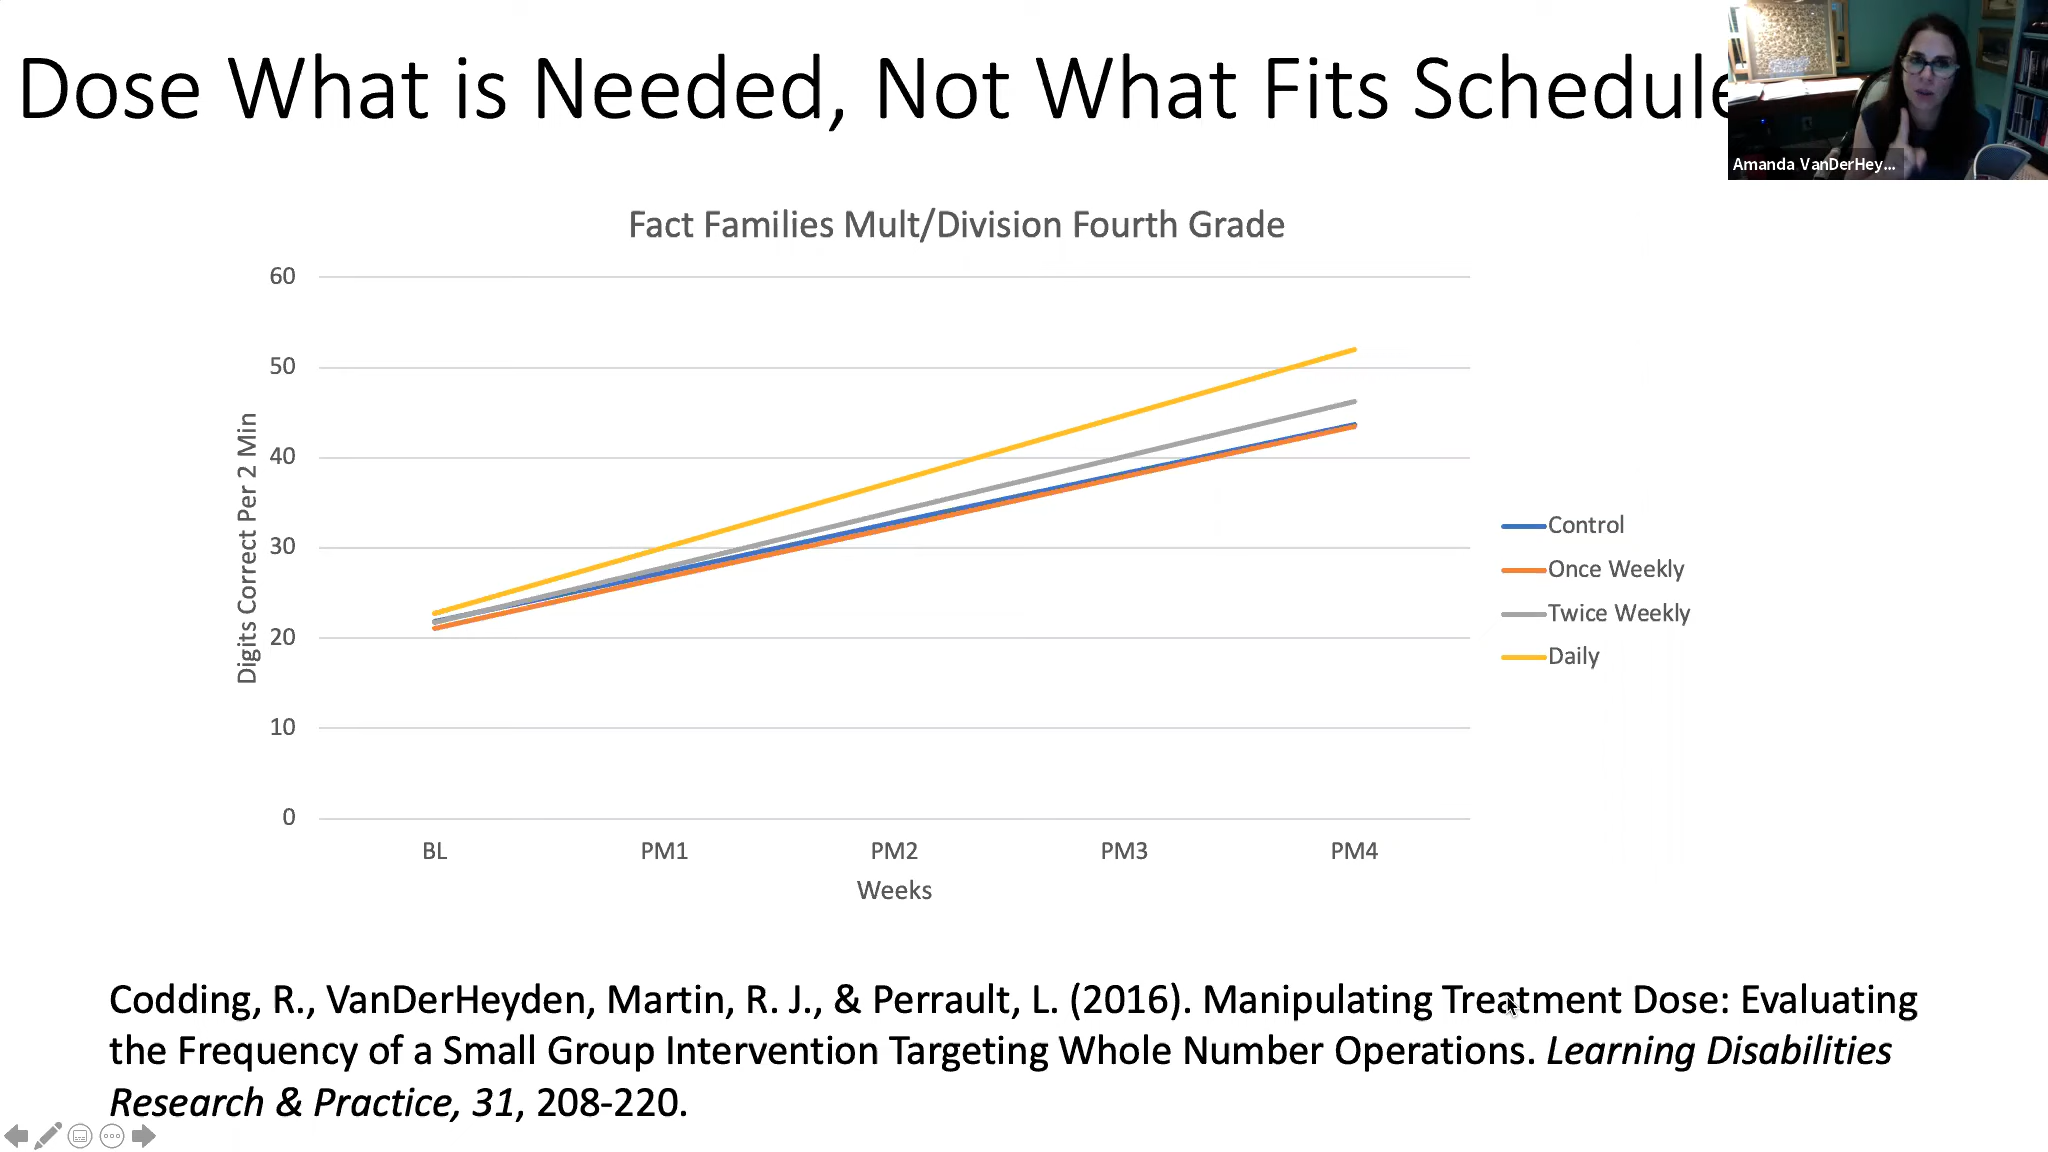 Dose What is Needed, Not What Fits Schedule
Amanda VanDerHey...
Fact Families Mult/Division Fourth Grade
60
50
40
30
20
10
0
Digits Correct Per 2 Min
BL PM1 PM2 PM3 PM4
Weeks
Control
Once Weekly
Twice Weekly
Daily
Codding, R., VanDerHeyden, Martin, R. J., & Perrault, L. (2016). Manipulating Treatment Dose: Evaluating
the Frequency of a Small Group Intervention Targeting Whole Number Operations. Learning Disabilities
Research & Practice, 31, 208-220.